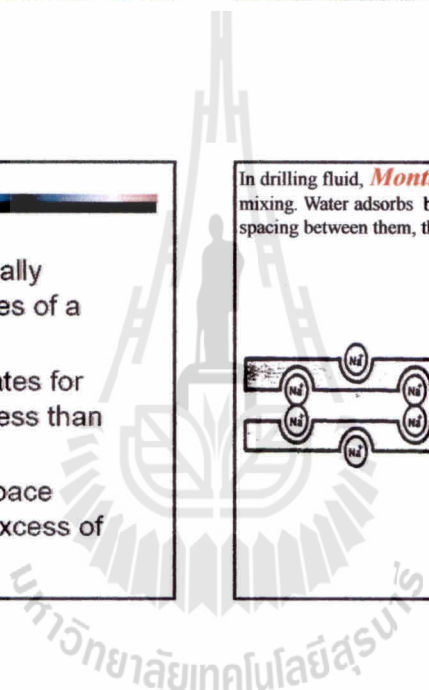 ally
es of a
ates for
ess than
pace
xcess of
In drilling fluid,
mixing. Water adsorbs
spacing between them,
Na⁺
Na⁺ Na⁺
Na⁺ Na⁺
Na⁺
มหาวิทยาลัยเทคโนโลยีสุรนารี